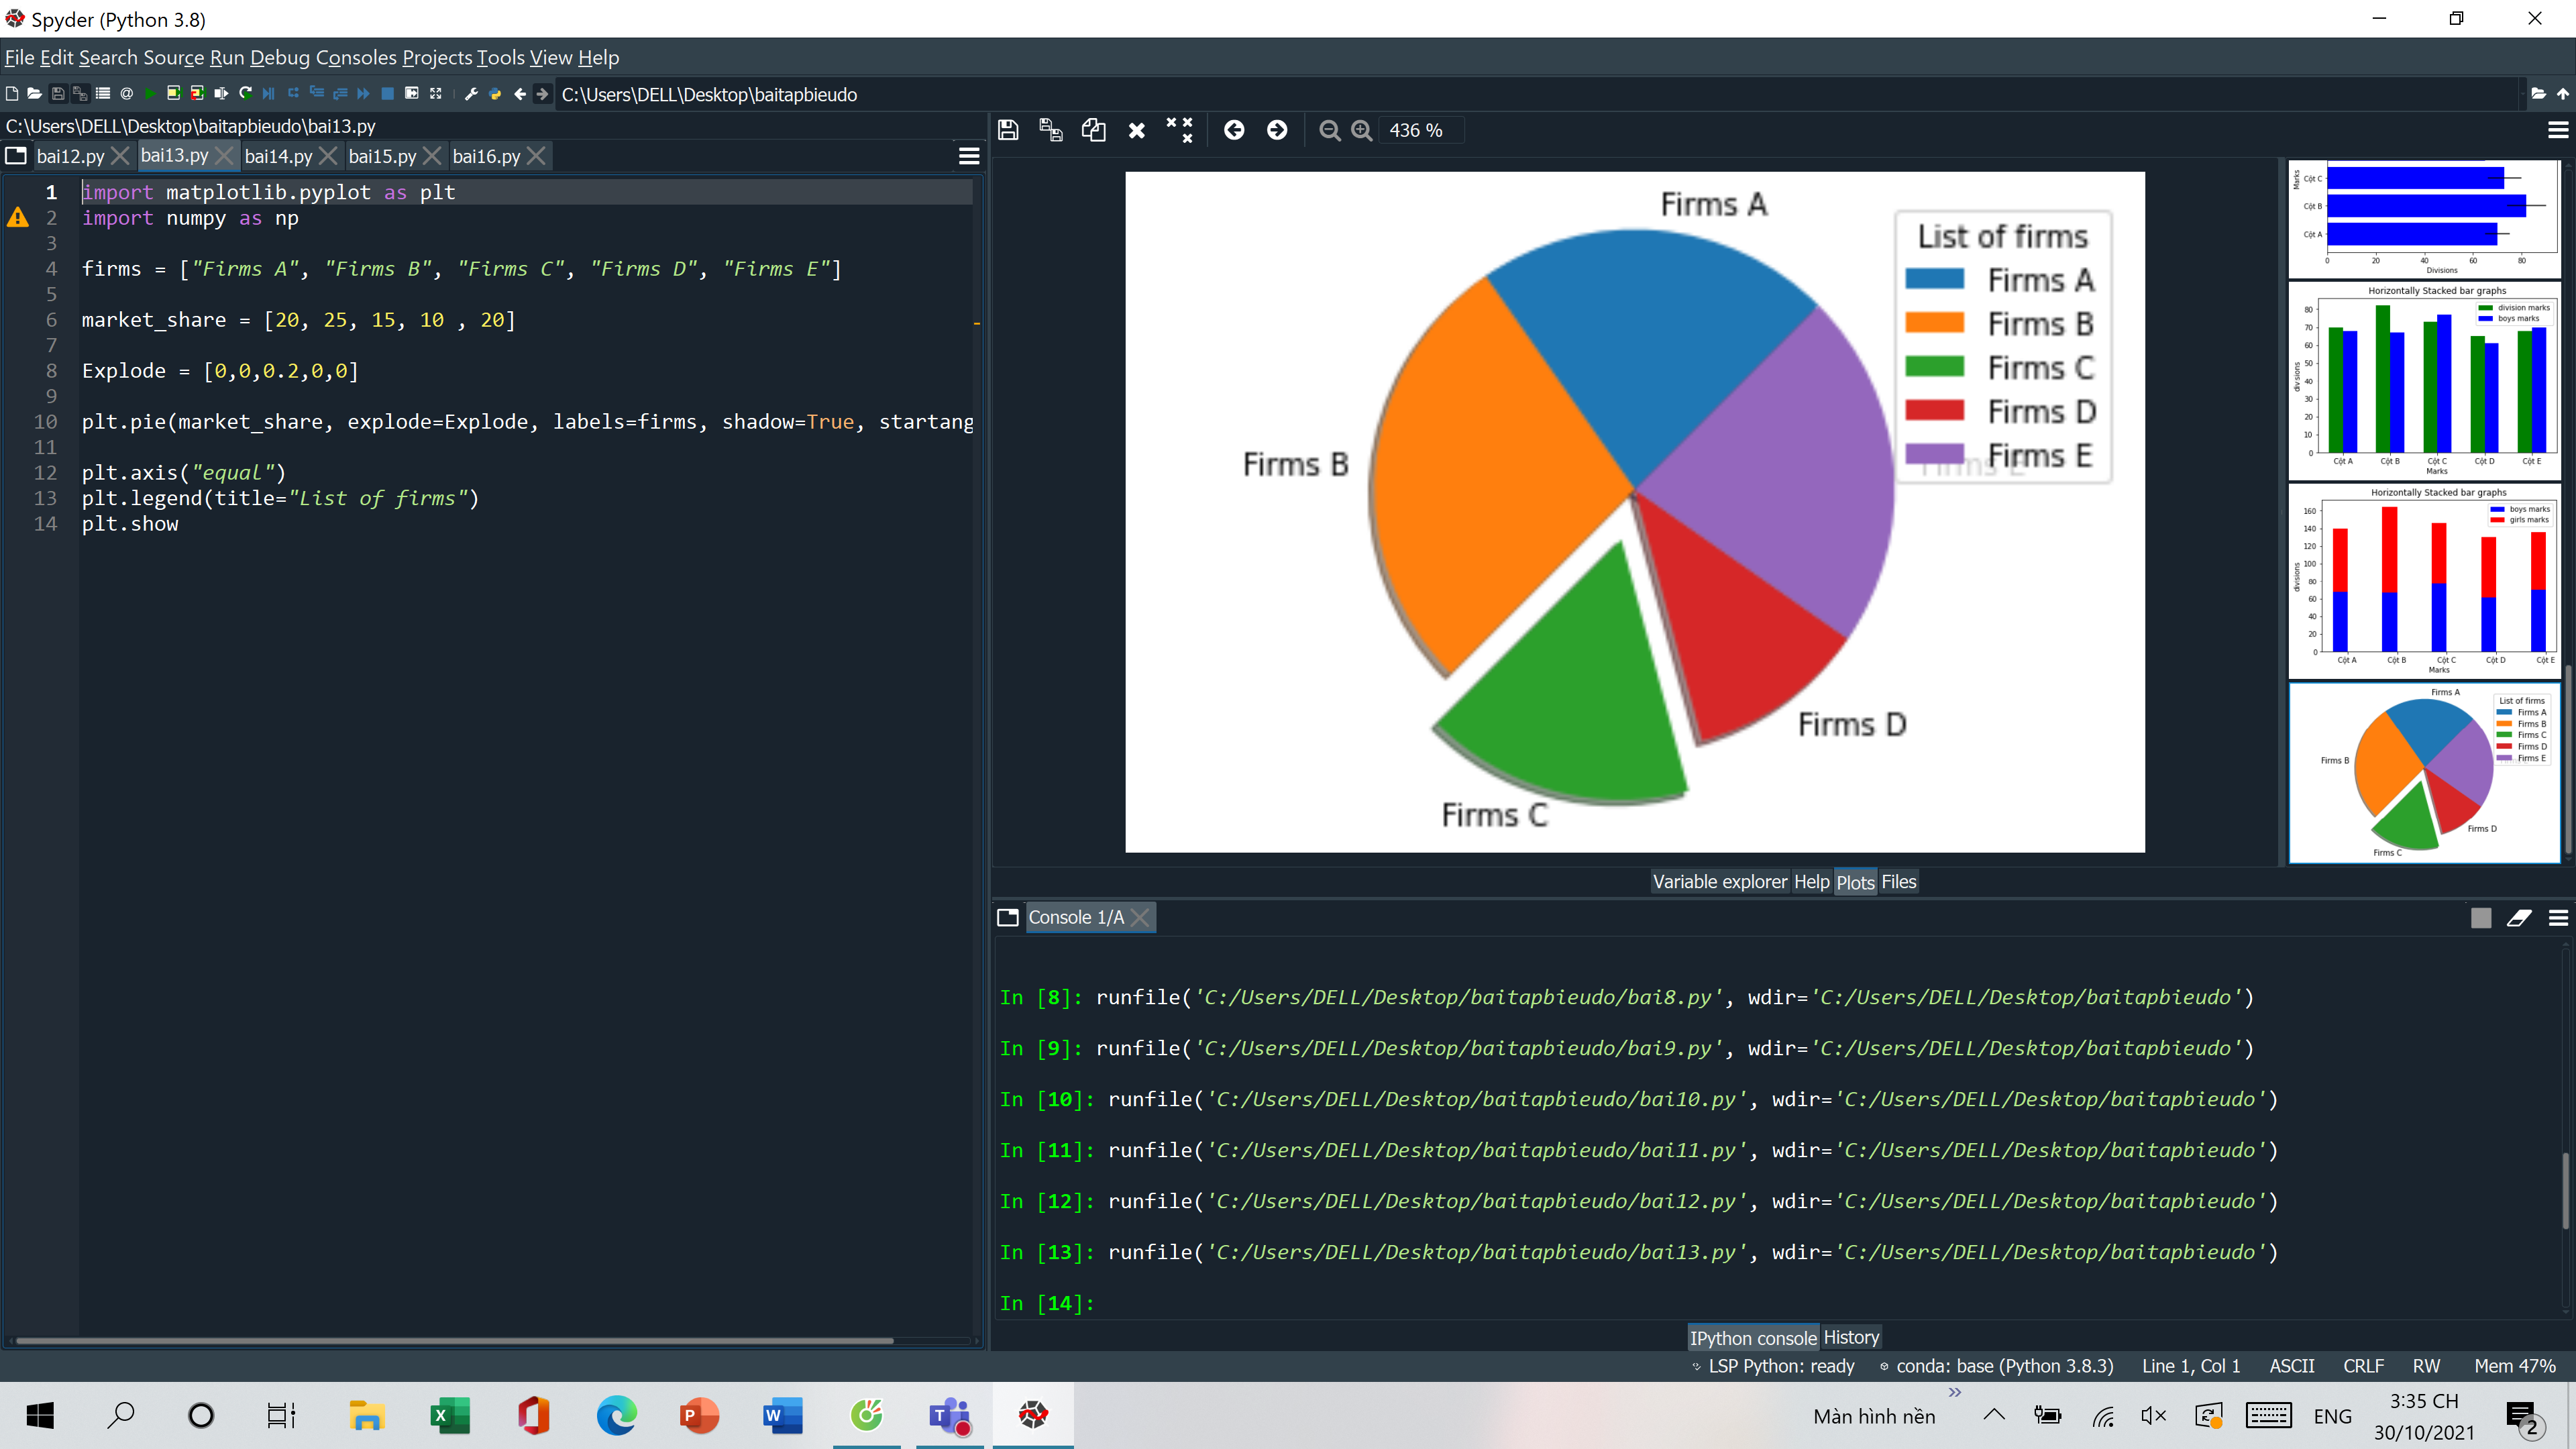 Spyder (Python 3.8)
File Edit Search Source Run Debug Consoles Projects Tools View Help
C:\Users\DELL\Desktop\baitapbieudo
C:\Users\DELL\Desktop\baitapbieudo\bai13.py
bai12.py bai13.py bai14.py bai15.py bai16.py
1 import matplotlib.pyplot as plt
2 import numpy as np
3
4 firms = ["Firms A", "Firms B", "Firms C", "Firms D", "Firms E"]
5
6 market_share = [20, 25, 15, 10 , 20]
7
8 Explode = [0,0,0.2,0,0]
9
10 plt.pie(market_share, explode=Explode, labels=firms, shadow=True, startang
11
12 plt.axis("equal")
13 plt.legend(title="List of firms")
14 plt.show
436 %
Firms A
List of firms
Firms A
Firms B
Firms C
Firms D
Firms E
Firms B
Firms E
Firms D
Firms C
Marks
Cột C
Cột B
Cột A
0 20 40 60 80
Divisions
Horizontally Stacked bar graphs
division marks
boys marks
80
70
60
50
40
30
20
10
0
divisions
Cột A Cột B Cột C Cột D Cột E
Marks
Horizontally Stacked bar graphs
boys marks
girls marks
160
140
120
100
80
60
40
20
0
divisions
Cột A Cột B Cột C Cột D Cột E
Marks
Firms A
List of firms
Firms A
Firms B
Firms C
Firms D
Firms E
Firms B
Firms D
Firms C
Variable explorer Help Plots Files
Console 1/A
In [8]: runfile('C:/Users/DELL/Desktop/baitapbieudo/bai8.py', wdir='C:/Users/DELL/Desktop/baitapbieudo')
In [9]: runfile('C:/Users/DELL/Desktop/baitapbieudo/bai9.py', wdir='C:/Users/DELL/Desktop/baitapbieudo')
In [10]: runfile('C:/Users/DELL/Desktop/baitapbieudo/bai10.py', wdir='C:/Users/DELL/Desktop/baitapbieudo')
In [11]: runfile('C:/Users/DELL/Desktop/baitapbieudo/bai11.py', wdir='C:/Users/DELL/Desktop/baitapbieudo')
In [12]: runfile('C:/Users/DELL/Desktop/baitapbieudo/bai12.py', wdir='C:/Users/DELL/Desktop/baitapbieudo')
In [13]: runfile('C:/Users/DELL/Desktop/baitapbieudo/bai13.py', wdir='C:/Users/DELL/Desktop/baitapbieudo')
In [14]:
IPython console History
LSP Python: ready conda: base (Python 3.8.3) Line 1, Col 1 ASCII CRLF RW Mem 47%
Màn hình nền
ENG
3:35 CH
30/10/2021
2